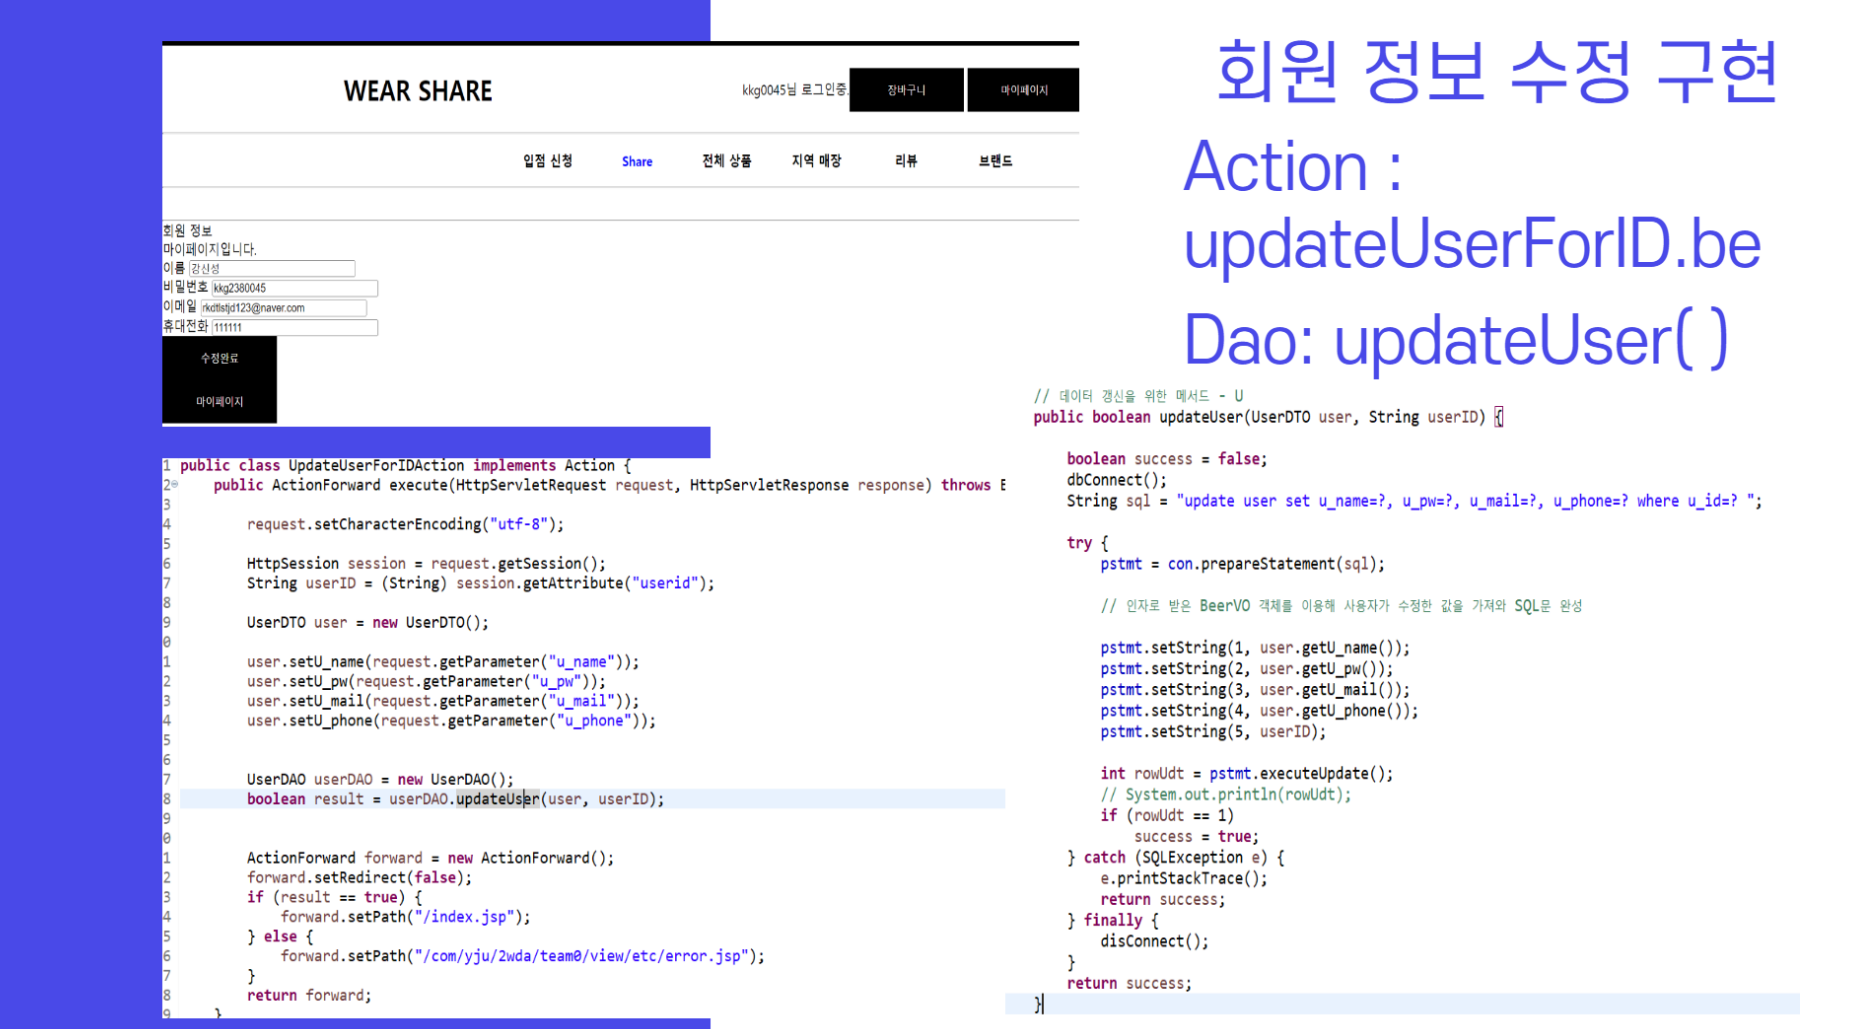 회원 정보 수정 구현
Action :
updateUserForID.be
Dao: updateUser( )
WEAR SHARE
kkg0045님 로그인중.
장바구니
마이페이지
입점 신청 Share 전체 상품 지역 매장 리뷰 브랜드
회원 정보
마이페이지입니다.
이름 강신성
비밀번호 kkg2380045
이메일 rkdtlstjd123@naver.com
휴대전화 111111
수정완료
마이페이지
1 public class UpdateUserForIDAction implements Action {
2 public ActionForward execute(HttpServletRequest request, HttpServletResponse response) throws E
3
4 request.setCharacterEncoding("utf-8");
5
6 HttpSession session = request.getSession();
7 String userID = (String) session.getAttribute("userid");
8
9 UserDTO user = new UserDTO();
0
1 user.setU_name(request.getParameter("u_name"));
2 user.setU_pw(request.getParameter("u_pw"));
3 user.setU_mail(request.getParameter("u_mail"));
4 user.setU_phone(request.getParameter("u_phone"));
5
6
7 UserDAO userDAO = new UserDAO();
8 boolean result = userDAO.updateUser(user, userID);
9
0
1 ActionForward forward = new ActionForward();
2 forward.setRedirect(false);
3 if (result == true) {
4 forward.setPath("/index.jsp");
5 } else {
6 forward.setPath("/com/yju/2wda/team0/view/etc/error.jsp");
7 }
8 return forward;
9 }
// 데이터 갱신을 위한 메서드 - U
public boolean updateUser(UserDTO user, String userID) {
boolean success = false;
dbConnect();
String sql = "update user set u_name=?, u_pw=?, u_mail=?, u_phone=? where u_id=? ";
try {
pstmt = con.prepareStatement(sql);
// 인자로 받은 BeerVO 객체를 이용해 사용자가 수정한 값을 가져와 SQL문 완성
pstmt.setString(1, user.getU_name());
pstmt.setString(2, user.getU_pw());
pstmt.setString(3, user.getU_mail());
pstmt.setString(4, user.getU_phone());
pstmt.setString(5, userID);
int rowUdt = pstmt.executeUpdate();
// System.out.println(rowUdt);
if (rowUdt == 1)
success = true;
} catch (SQLException e) {
e.printStackTrace();
return success;
} finally {
disConnect();
}
return success;
}